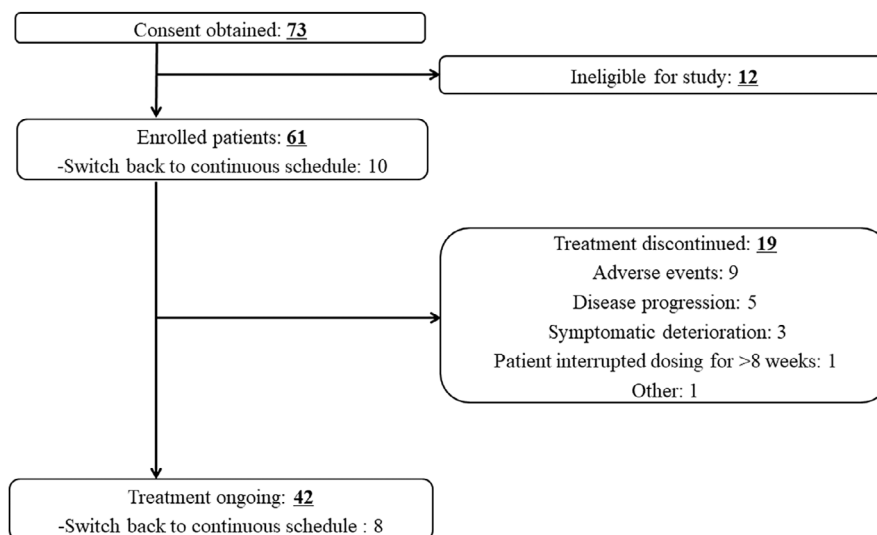 Consent obtained: 73
Ineligible for study: 12
Enrolled patients: 61
-Switch back to continuous schedule: 10
Treatment discontinued: 19
Adverse events: 9
Disease progression: 5
Symptomatic deterioration: 3
Patient interrupted dosing for >8 weeks: 1
Other: 1
Treatment ongoing: 42
-Switch back to continuous schedule : 8